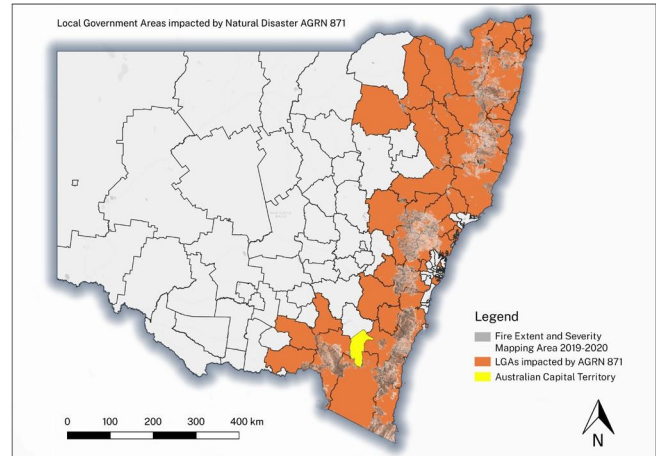 Local Government Areas impacted by Natural Disaster AGRN 871
Legend
Fire Extent and Severity
Mapping Area 2019-2020
LGAs impacted by AGRN 871
Australian Capital Territory
0 100 200 300 400 km
N